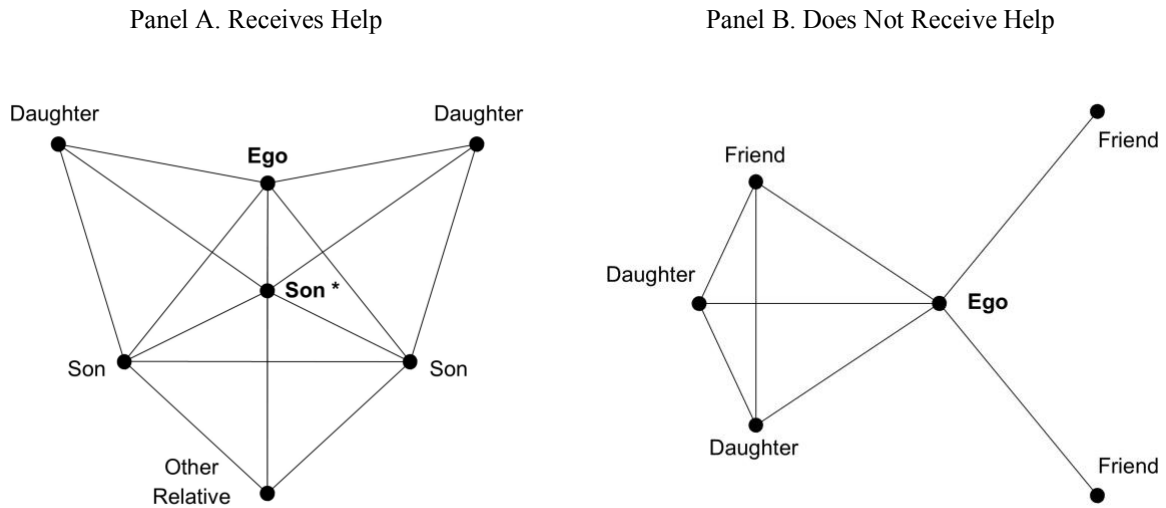 Panel A. Receives Help
Daughter
Daughter
Ego
Son *
Son
Son
Other
Relative
Panel B. Does Not Receive Help
Friend
Friend
Daughter
Ego
Daughter
Friend